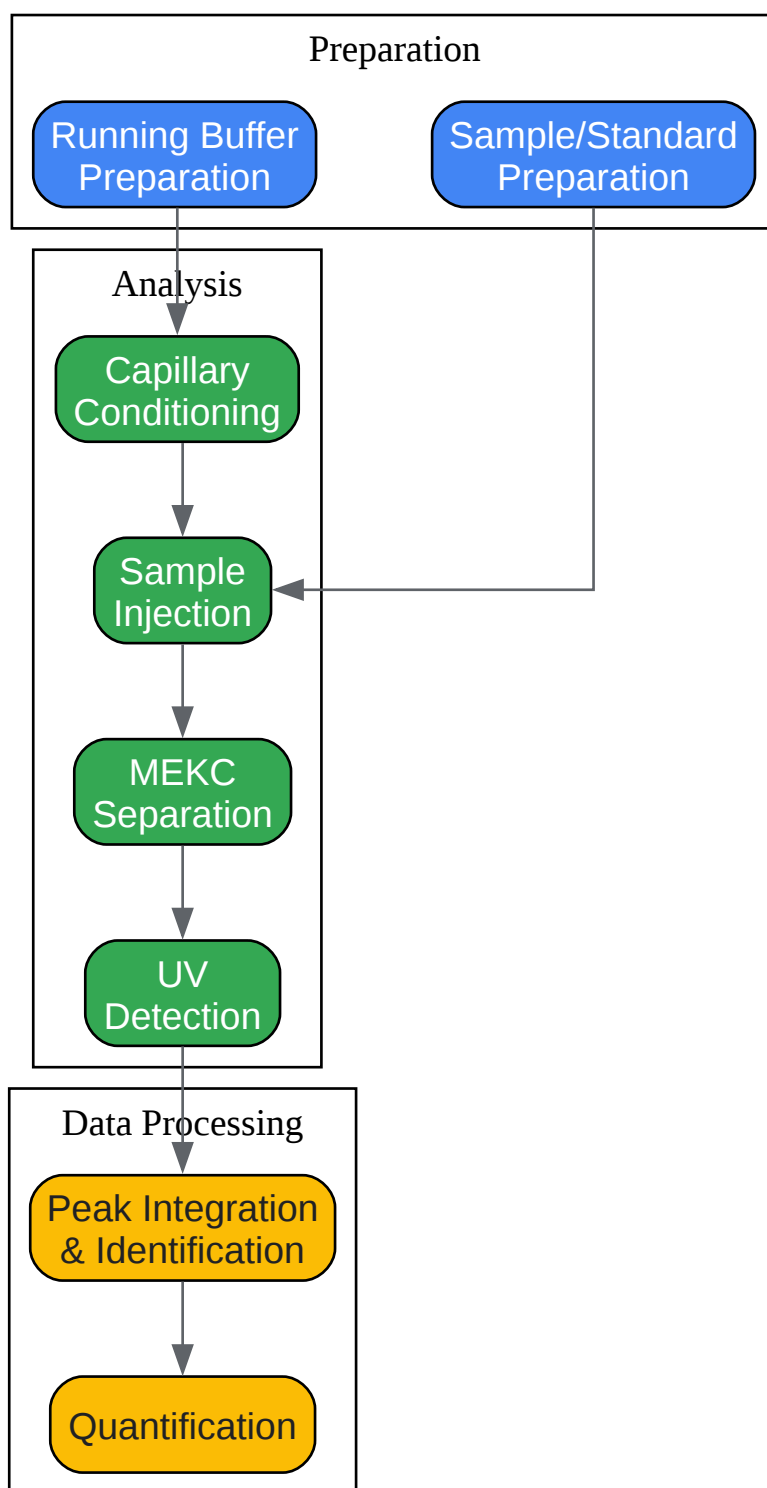 Preparation
Running Buffer
Preparation
Sample/Standard
Preparation
Analysis
Capillary
Conditioning
Sample
Injection
MEKC
Separation
UV
Detection
Data Processing
Peak Integration
& Identification
Quantification